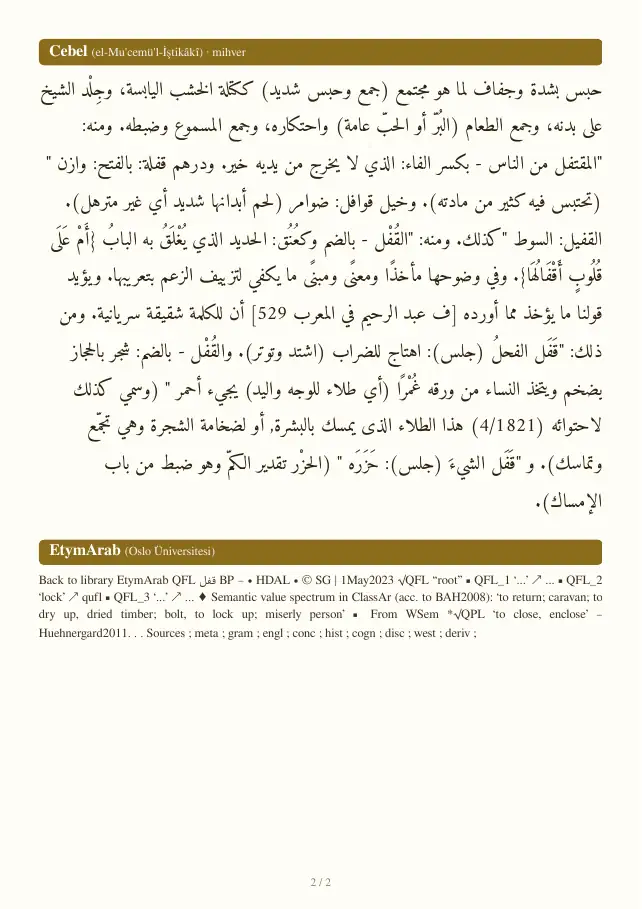 Cebel (el-Mu'cemü'l-İştikâkî) · mihver
حبس بشدة وجفاف لما هو مجتمع (جمع وحبس شديد) ككتلة الخشب اليابسة، وجِلْد الشيخ
على بدنه، وجمع الطعام (البُرّ أو الحبّ عامة) واحتكاره، وجمع المسموع وضبطه. ومنه:
"المقتفل من الناس - بكسر الفاء: الذي لا يخرج من يديه خير. ودرهم قفلة: بالفتح: وازن "
(تحتبس فيه كثير من مادته). وخيل قوافل: ضوامر (لحم أبدانها شديد أي غير مترهل).
القفيل: السوط "كذلك. ومنه: "القُفْل - بالضم وكعُنُق: الحديد الذي يُغْلَقُ به البابُ {أَمْ عَلَى
قُلُوبٍ أَقْفَالُهَا}. وفي وضوحها مأخذًا ومعنًى ومبنًى ما يكفي لتزييف الزعم بتعريبها. ويؤيد
قولنا ما يؤخذ مما أورده [ف عبد الرحيم في المعرب 529] أن للكلمة شقيقة سريانية. ومن
ذلك: "قَفَل الفحلُ (جلس): اهتاج للضراب (اشتد وتوتر). والقُفْل - بالضم: شجر بالحجاز
يضخم ويتخذ النساء من ورقه غُمْرًا (أي طلاء للوجه واليد) يجيء أحمر " (وسمي كذلك
لاحتوائه (4/1821) هذا الطلاء الذى يمسك بالبشرة, أو لضخامة الشجرة وهي تجمّع
وتماسك). و "قَفَل الشيءَ (جلس): حَزَرَه " (الحزْر تقدير الكمّ وهو ضبط من باب
الإمساك).
EtymArab (Oslo Üniversitesi)
Back to library EtymArab QFL قفل BP – • HDAL • © SG | 1May2023 √QFL “root” ▪ QFL_1 ‘...’ ↗ ... ▪ QFL_2
‘lock’ ↗ qufl ▪ QFL_3 ‘...’ ↗ ... ♦ Semantic value spectrum in ClassAr (acc. to BAH2008): ‘to return; caravan; to
dry up, dried timber; bolt, to lock up; miserly person’ ▪ From WSem *√QPL ‘to close, enclose’ –
Huehnergard2011. . . Sources ; meta ; gram ; engl ; conc ; hist ; cogn ; disc ; west ; deriv ;
2 / 2